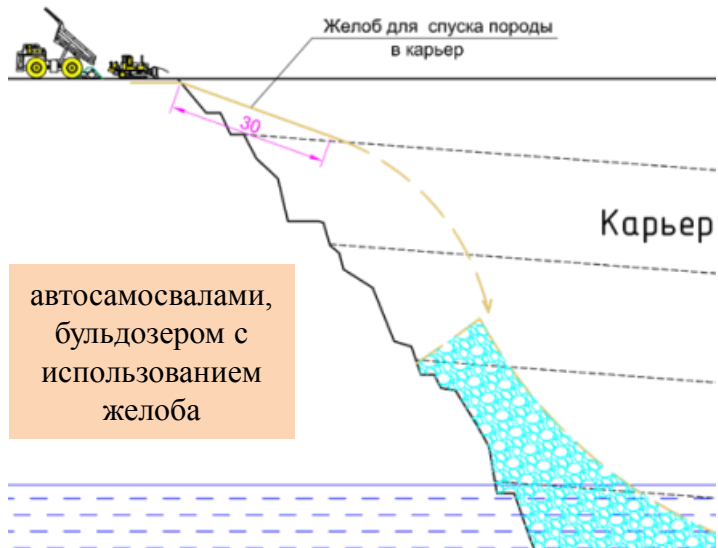 Желоб для спуска породы
в карьер
30
Карьер
автосамосвалами,
бульдозером с
использованием
желоба